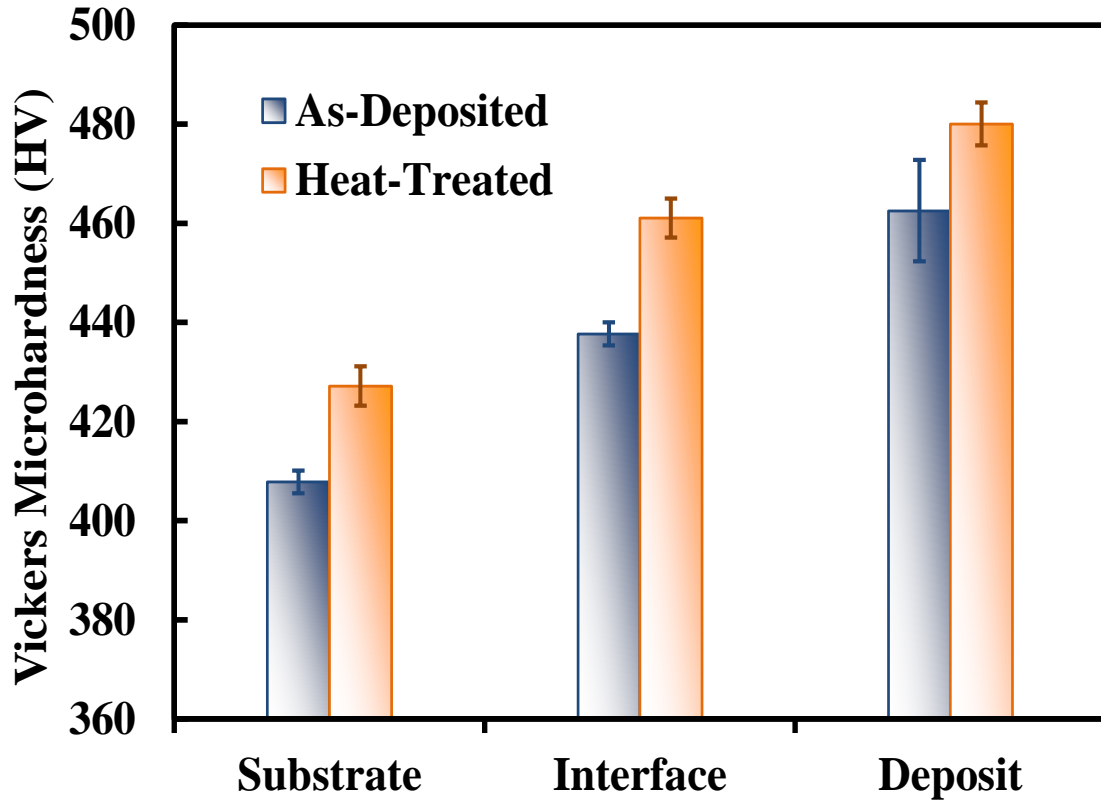 Vickers Microhardness (HV)
500
480
460
440
420
400
380
360
As-Deposited
Heat-Treated
Substrate
Interface
Deposit